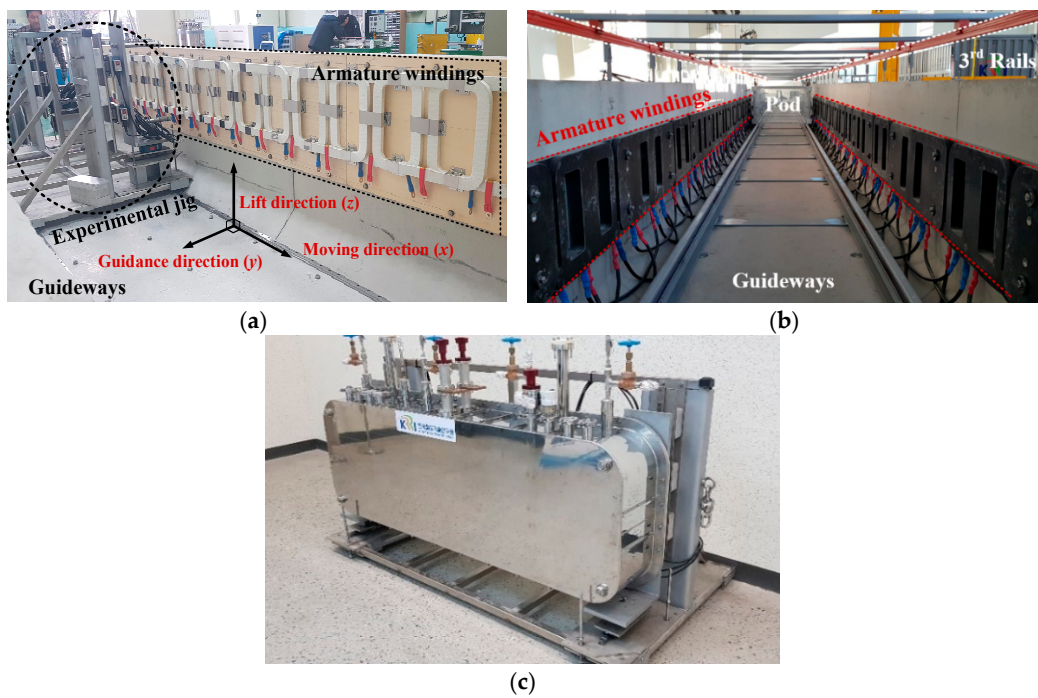 Armature windings
Experimental jig
Lift direction (z)
Moving direction (x)
Guidance direction (y)
Guideways
(a)
3rd Rails
Pod
Armature windings
Guideways
(b)
(c)